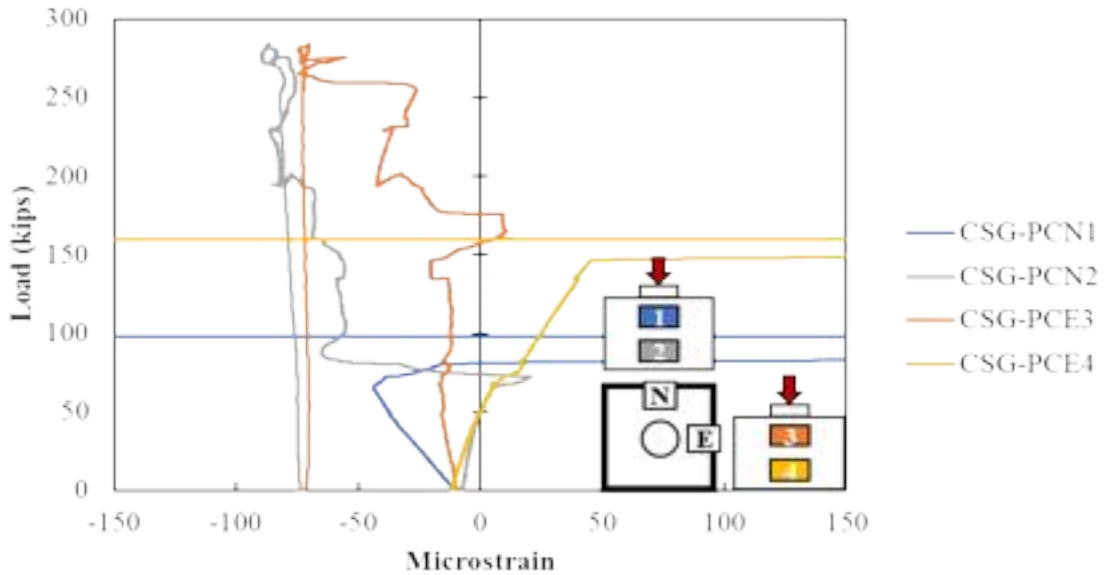 300
250
200
150
100
50
0
Load (kips)
-150
-100
-50
0
50
100
150
Microstrain
CSG-PCN1
CSG-PCN2
CSG-PCE3
CSG-PCE4
1
2
N
E
3
4